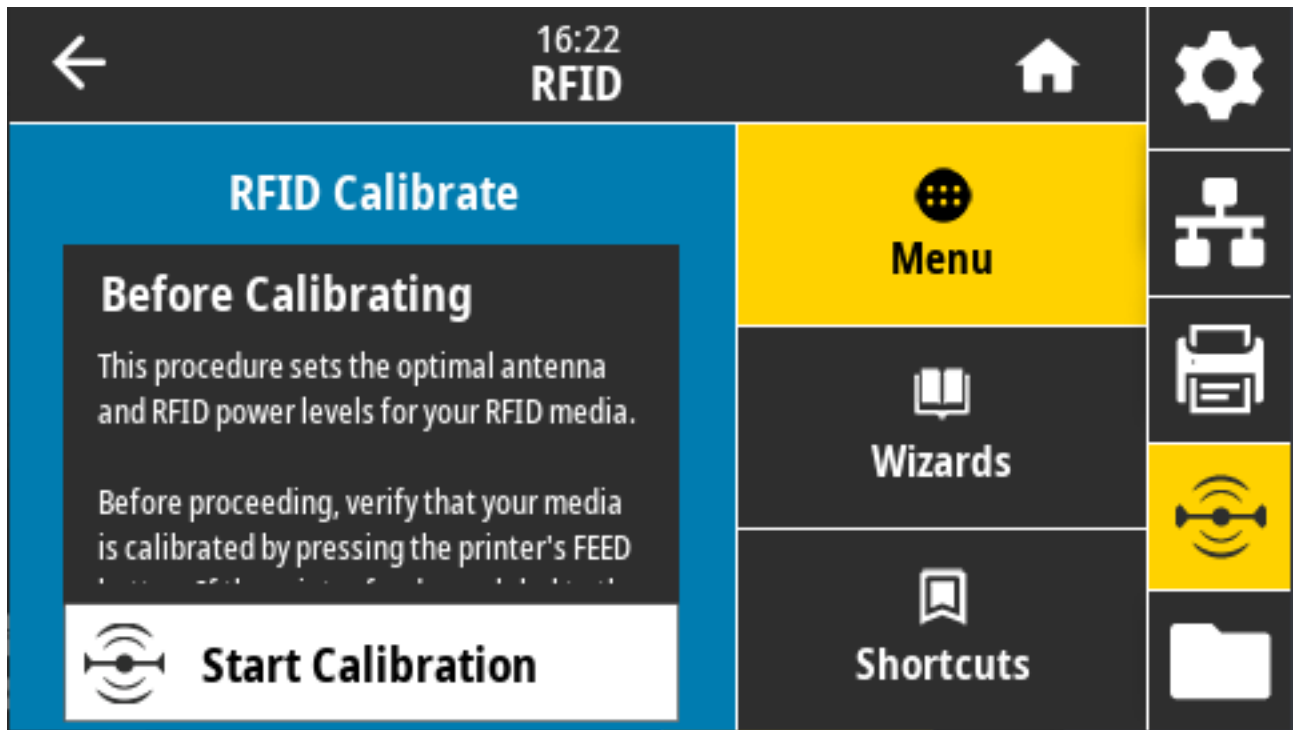 16:22
RFID
RFID Calibrate
Before Calibrating
This procedure sets the optimal antenna
and RFID power levels for your RFID media.
Before proceeding, verify that your media
is calibrated by pressing the printer's FEED
Start Calibration
Menu
Wizards
Shortcuts